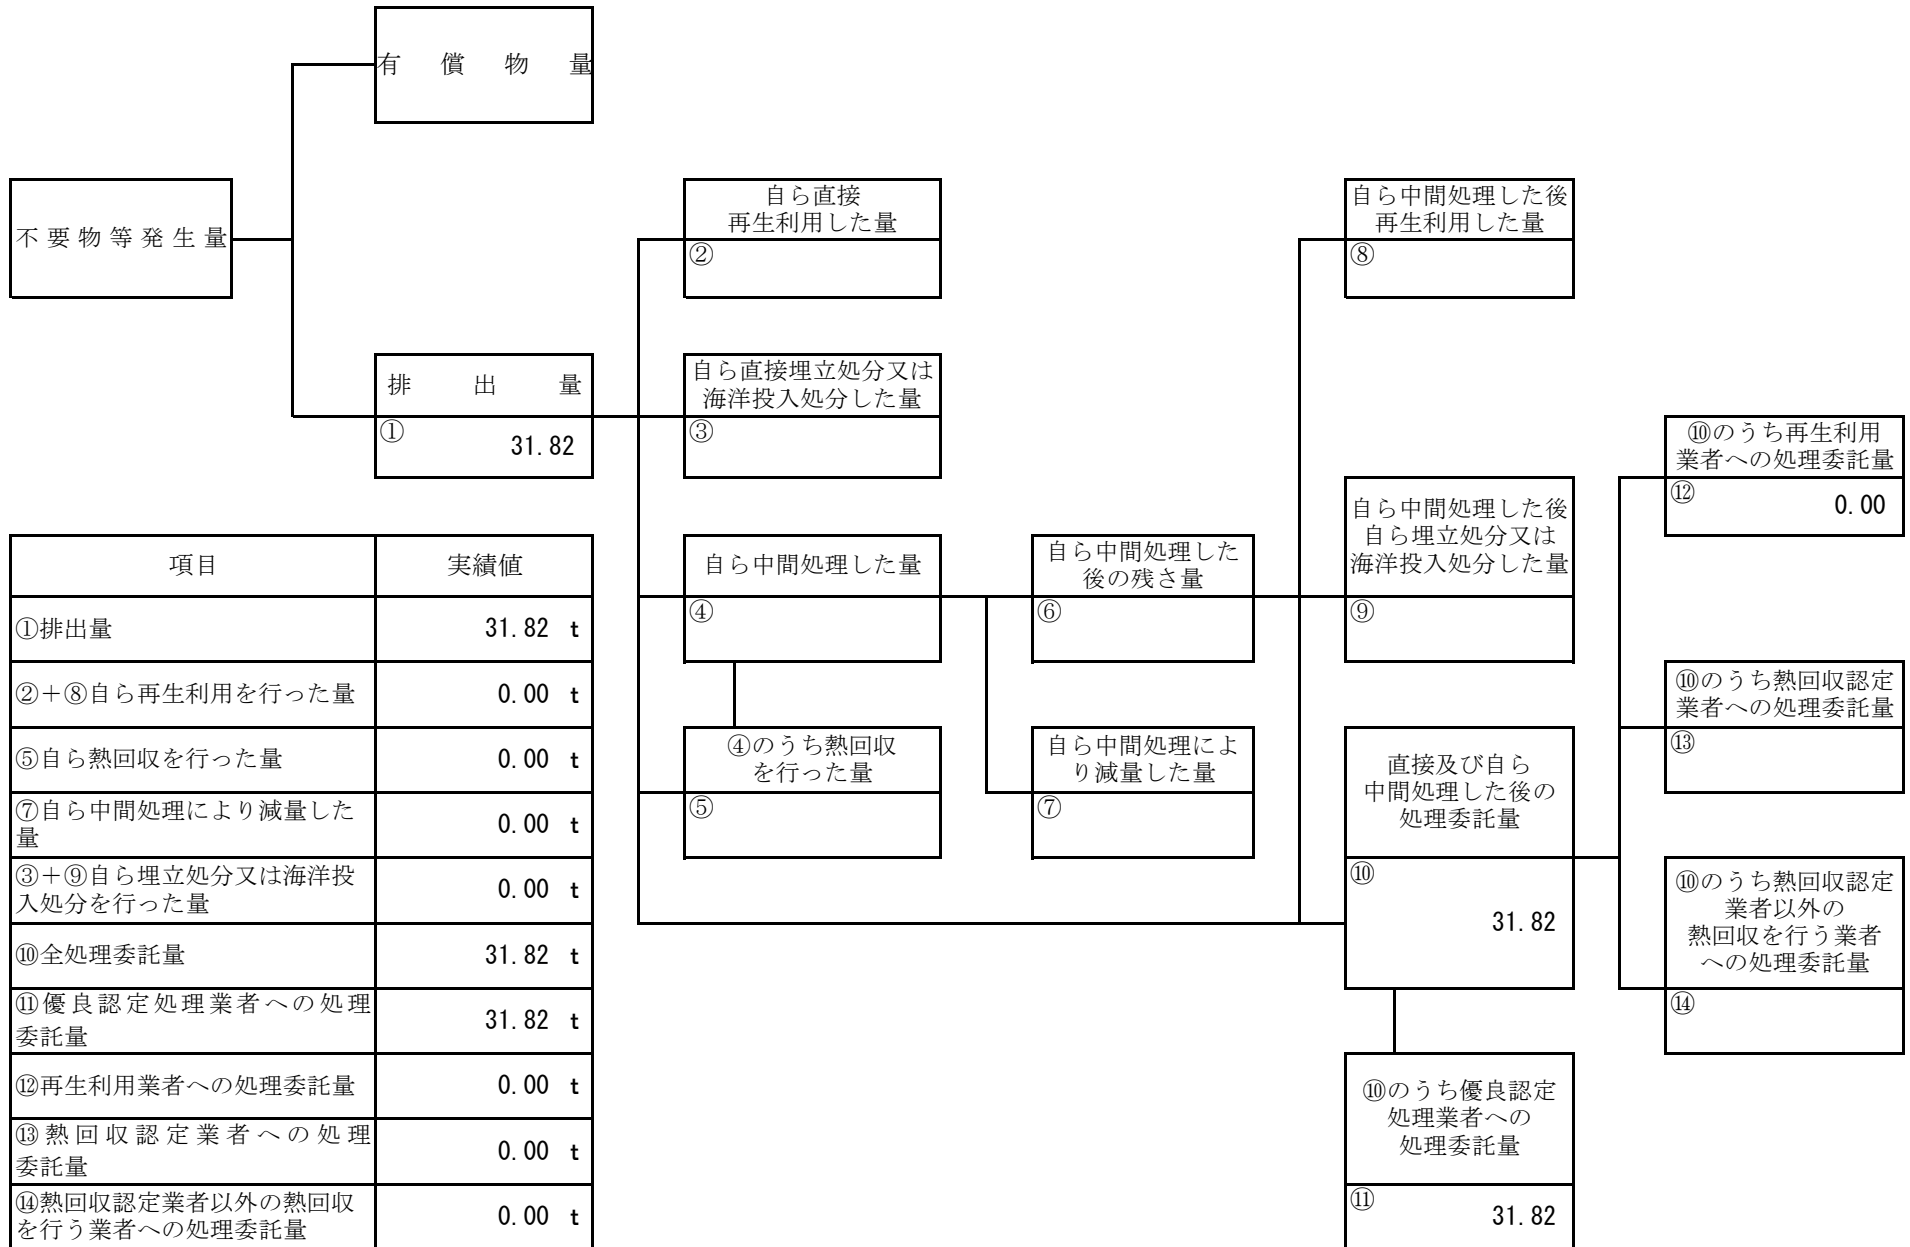 有償物量
不要物等発生量
自ら直接
再生利用した量
②
自ら中間処理した後
再生利用した量
⑧
排出量
①
31.82
自ら直接埋立処分又は
海洋投入処分した量
③
⑩のうち再生利用
業者への処理委託量
⑫
0.00
自ら中間処理した量
④
自ら中間処理した
後の残さ量
⑥
自ら中間処理した後
自ら埋立処分又は
海洋投入処分した量
⑨
⑩のうち熱回収認定
業者への処理委託量
⑬
④のうち熱回収
を行った量
⑤
自ら中間処理によ
り減量した量
⑦
直接及び自ら
中間処理した後の
処理委託量
⑩
31.82
⑩のうち熱回収認定
業者以外の
熱回収を行う業者
への処理委託量
⑭
⑩のうち優良認定
処理業者への
処理委託量
⑪
31.82
項目 実績値
①排出量 31.82 t
②＋⑧自ら再生利用を行った量 0.00 t
⑤自ら熱回収を行った量 0.00 t
⑦自ら中間処理により減量した
量 0.00 t
③＋⑨自ら埋立処分又は海洋投
入処分を行った量 0.00 t
⑩全処理委託量 31.82 t
⑪優良認定処理業者への処理
委託量 31.82 t
⑫再生利用業者への処理委託量 0.00 t
⑬熱回収認定業者への処理
委託量 0.00 t
⑭熱回収認定業者以外の熱回収
を行う業者への処理委託量 0.00 t